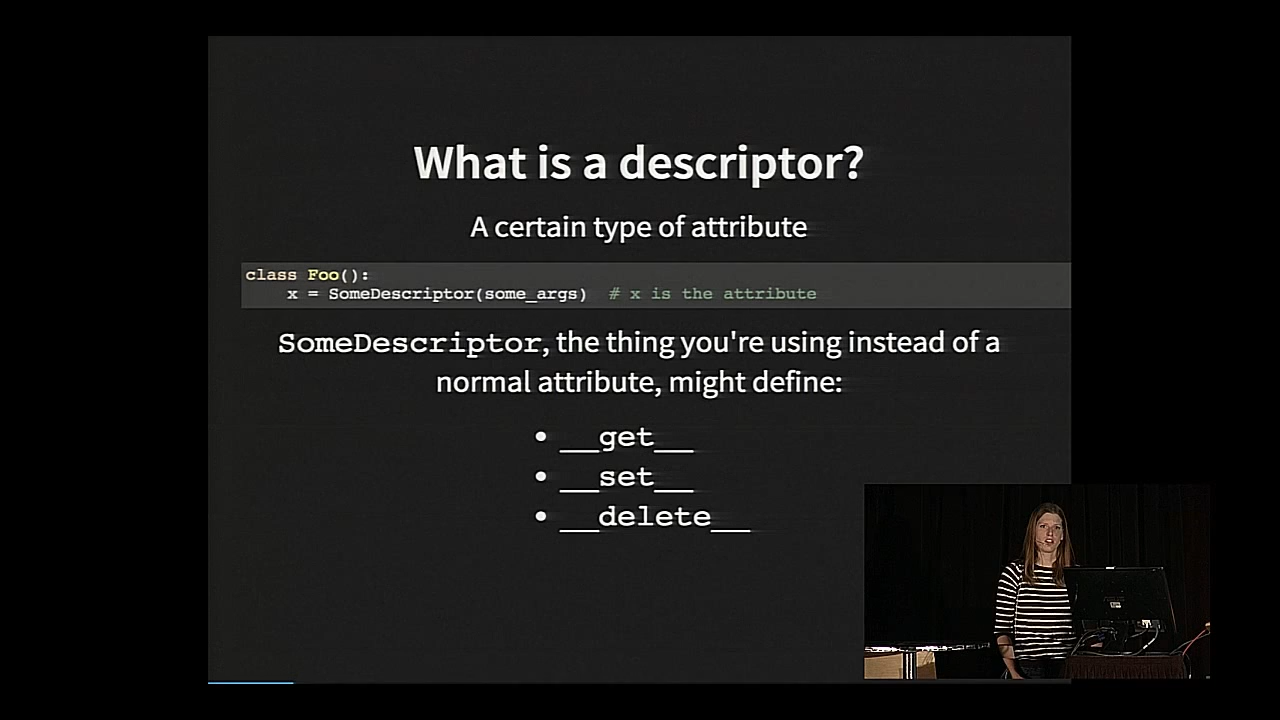 What is a descriptor?
A certain type of attribute
class Foo():
    x = SomeDescriptor(some_args)  # x is the attribute
SomeDescriptor, the thing you're using instead of a
normal attribute, might define:
• __get__
• __set__
• __delete__